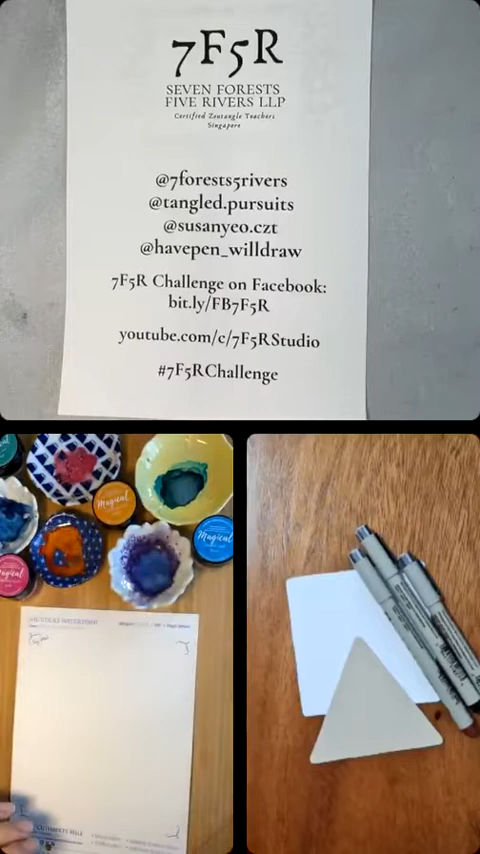 7F5R
SEVEN FORESTS
FIVE RIVERS LLP
Certified Zentangle Teachers
Singapore
@7forests5rivers
@tangled.pursuits
@susanyeo.czt
@havepen_willdraw
7F5R Challenge on Facebook:
bit.ly/FB7F5R
youtube.com/c/7F5RStudio
#7F5RChallenge
Magical
Magical
Magical